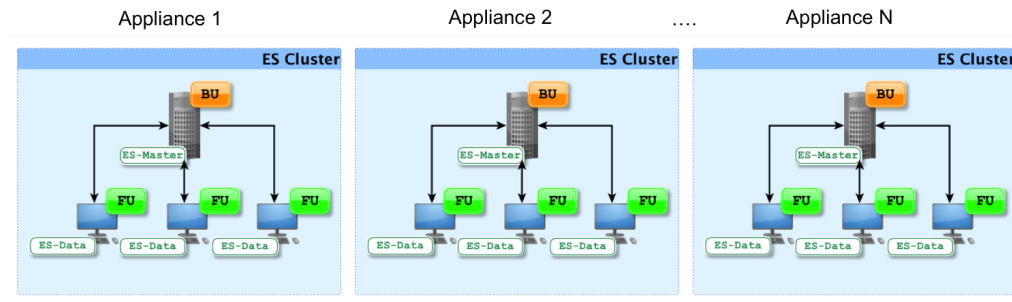 Appliance 1
Appliance 2
....
Appliance N
ES Cluster
ES Cluster
ES Cluster
BU
BU
BU
ES-Master
ES-Master
ES-Master
FU
FU
FU
FU
FU
FU
FU
FU
FU
ES-Data
ES-Data
ES-Data
ES-Data
ES-Data
ES-Data
ES-Data
ES-Data
ES-Data